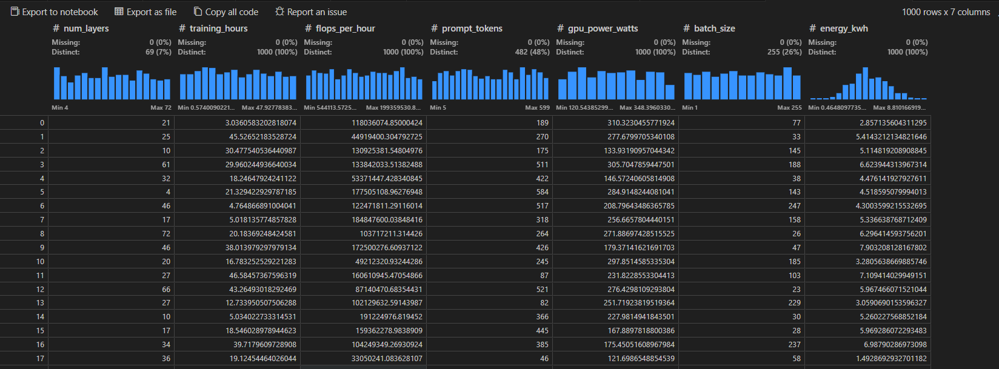 Export to notebook Export as file Copy all code Report an issue 1000 rows x 7 columns
# num_layers # training_hours # flops_per_hour # prompt_tokens # gpu_power_watts # batch_size # energy_kwh
Missing: 0 (0%) Missing: 0 (0%) Missing: 0 (0%) Missing: 0 (0%) Missing: 0 (0%) Missing: 0 (0%) Missing: 0 (0%)
Distinct: 69 (7%) Distinct: 1000 (100%) Distinct: 1000 (100%) Distinct: 482 (48%) Distinct: 1000 (100%) Distinct: 255 (26%) Distinct: 1000 (100%)
Min 4 Max 72 Min 0.5740090221... Max 47.92778383... Min 544113.5725... Max 199359530.8... Min 5 Max 599 Min 120.54385299... Max 348.3960330... Min 1 Max 255 Min 0.4648097735... Max 8.810166919...
0 21 3.0360583202818074 118036074.85000424 189 310.3230455771924 77 2.857135604311295
1 25 45.52652183528724 44919400.304792725 270 277.6799705340108 33 5.4143212134821646
2 10 30.477540536440987 130925381.54804976 175 133.93190957044342 145 5.114819208908845
3 61 29.960244936640034 133842033.51382488 511 305.7047859447501 188 6.623944313967314
4 32 18.24647924241122 53371447.428340845 422 146.57240605814908 38 4.476141927927611
5 4 21.329422929787185 177505108.96276948 584 284.9148244081041 143 4.518595079994013
6 46 4.764866891004041 122471811.29116014 517 208.79643486365785 247 4.3003599215532695
7 17 5.018135774857828 184847600.03848416 318 256.6657804440151 158 5.336638768712409
8 72 20.18369248424581 103717211.314426 264 271.88697428515525 26 6.296414593756201
9 46 38.013979297979134 172500276.60937122 426 179.37141621691703 47 7.903208128167802
10 20 16.783252529221283 49212320.93244286 245 297.8514585335304 185 3.2805638669885746
11 27 46.58457367596319 160610945.47054866 87 231.8228553304413 103 7.109414029949151
12 66 43.26493018292469 87140470.68354431 521 276.4298109293804 23 5.967466071521044
13 27 12.733950507506288 102129632.59143987 82 251.71923819519364 229 3.0590690153596327
14 10 5.034022733314531 191224976.819452 366 227.9814941843501 30 5.260227568852184
15 17 18.546028978944623 159362278.9838909 445 167.8897818800386 28 5.969286072293483
16 34 39.7179609728908 104249349.26930924 385 175.45051608967984 237 6.98790286973098
17 36 19.12454464026044 33050241.083628107 46 121.6986548854539 58 1.4928692932701182